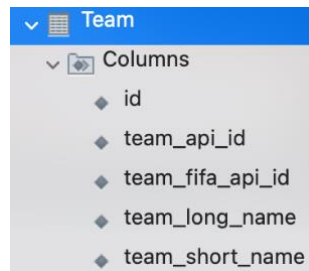 Team
Columns
id
team_api_id
team_fifa_api_id
team_long_name
team_short_name